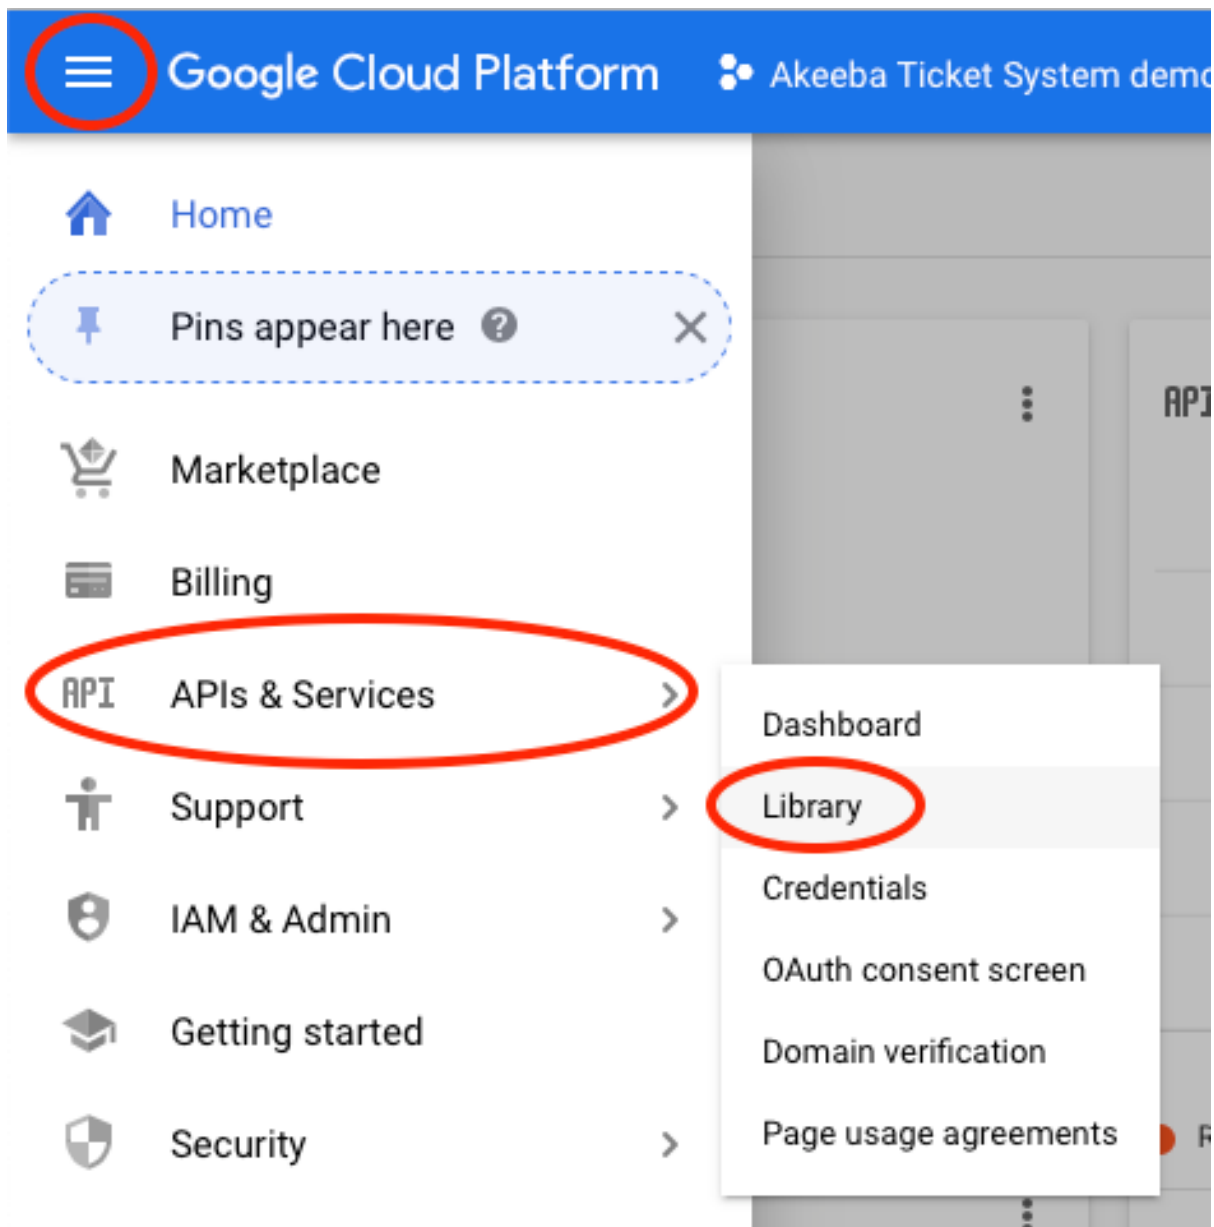 Google Cloud Platform
Akeeba Ticket System demo
Home
Pins appear here
Marketplace
Billing
API APIs & Services
Support
IAM & Admin
Getting started
Security
Dashboard
Library
Credentials
OAuth consent screen
Domain verification
Page usage agreements
API
R